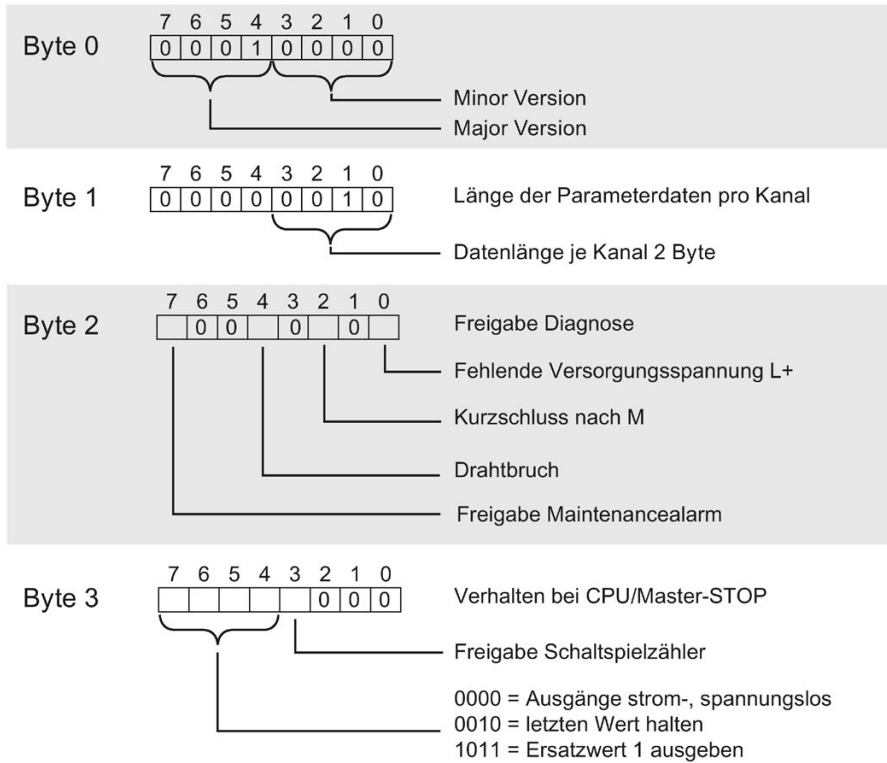 7 6 5 4 3 2 1 0
Byte 0
0 0 0 1 0 0 0 0
Minor Version
Major Version
7 6 5 4 3 2 1 0
Byte 1
0 0 0 0 0 0 1 0
Länge der Parameterdaten pro Kanal
Datenlänge je Kanal 2 Byte
7 6 5 4 3 2 1 0
Byte 2
0 0 0 0
Freigabe Diagnose
Fehlende Versorgungsspannung L+
Kurzschluss nach M
Drahtbruch
Freigabe Maintenancealarm
7 6 5 4 3 2 1 0
Byte 3
0 0 0
Verhalten bei CPU/Master-STOP
Freigabe Schaltspielzähler
0000 = Ausgänge strom-, spannungslos
0010 = letzten Wert halten
1011 = Ersatzwert 1 ausgeben